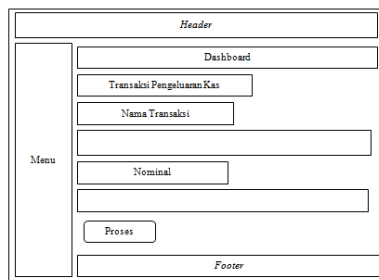 Header
Dashboard
Transaksi Pengeluaran Kas
Nama Transaksi
Menu
Nominal
Proses
Footer